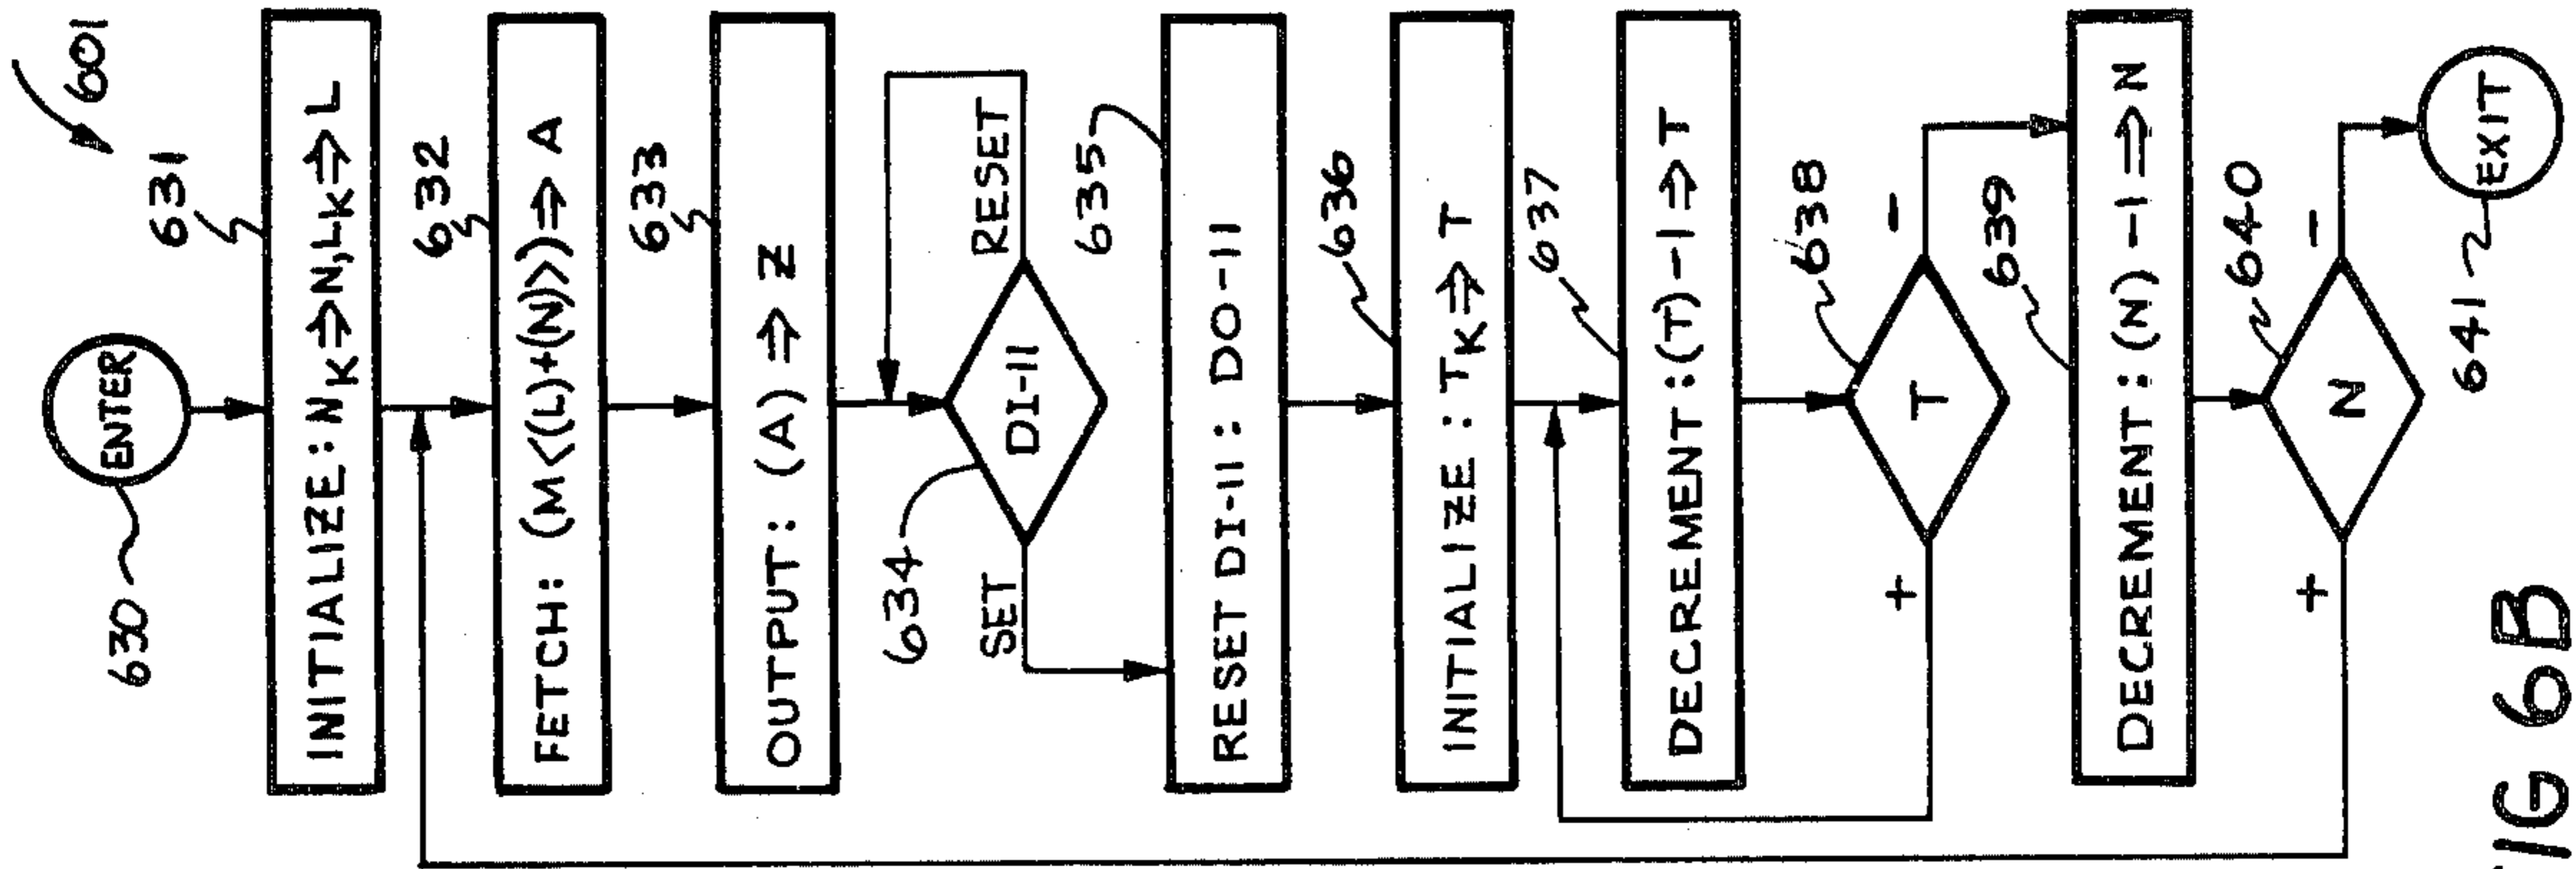 601
ENTER
630
631
INITIALIZE: NK⇒N, LK⇒L
632
FETCH: (M<(L)+(N)>)⇒A
633
OUTPUT: (A)⇒Z
634
DI-11
SET
RESET
635
RESET DI-11: DO-11
636
INITIALIZE: TK⇒T
637
DECREMENT:(T)-1⇒T
638
T
+
-
639
DECREMENT:(N)-1⇒N
640
N
+
-
641
EXIT
FIG 6B